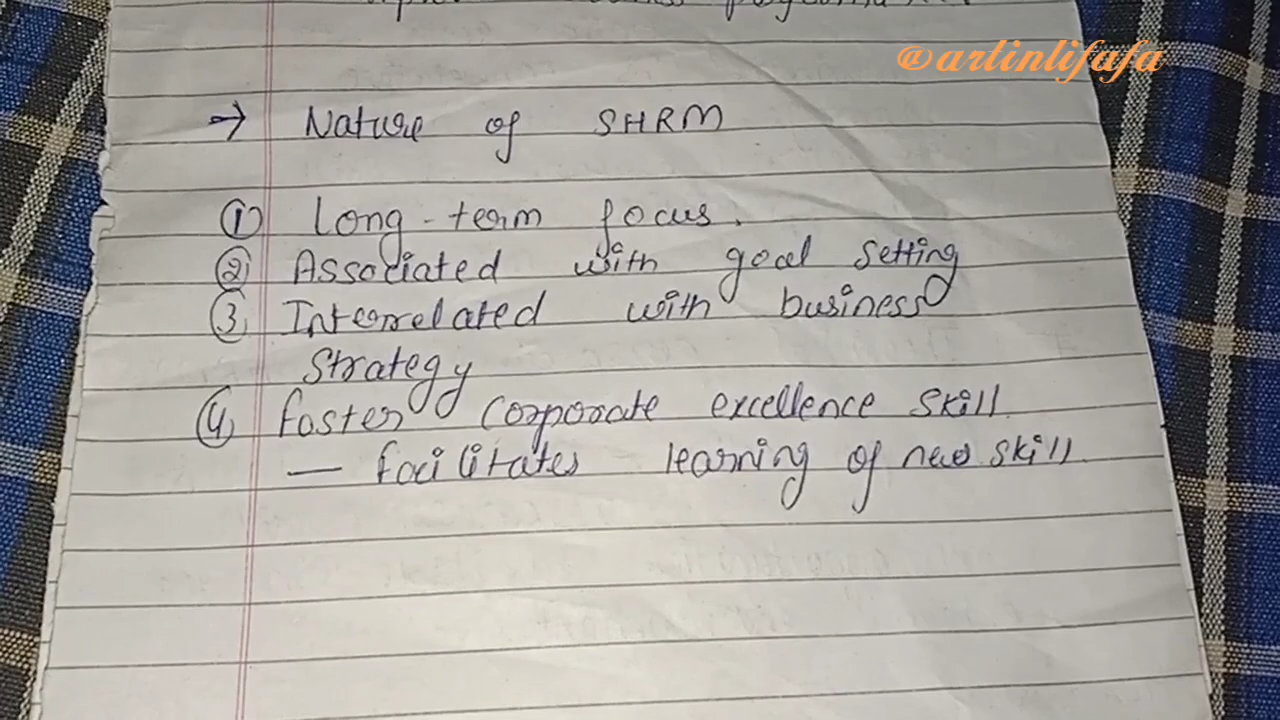 @artinlifafa
→ Nature of SHRM
① Long-term focus.
② Associated with goal setting
③ Interrelated with business
Strategy
④ foster corporate excellence skill
— facilitates learning of new skill